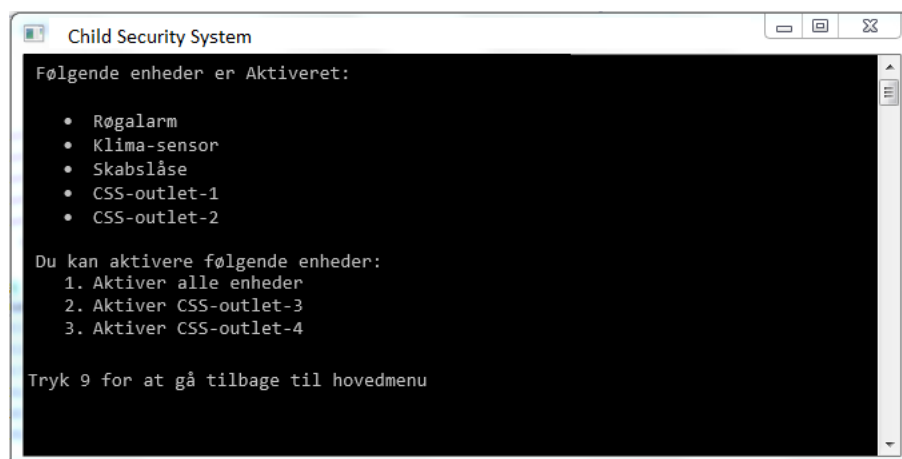 Child Security System
Følgende enheder er Aktiveret:
• Røgalarm
• Klima-sensor
• Skabslåse
• CSS-outlet-1
• CSS-outlet-2
Du kan aktivere følgende enheder:
1. Aktiver alle enheder
2. Aktiver CSS-outlet-3
3. Aktiver CSS-outlet-4
Tryk 9 for at gå tilbage til hovedmenu